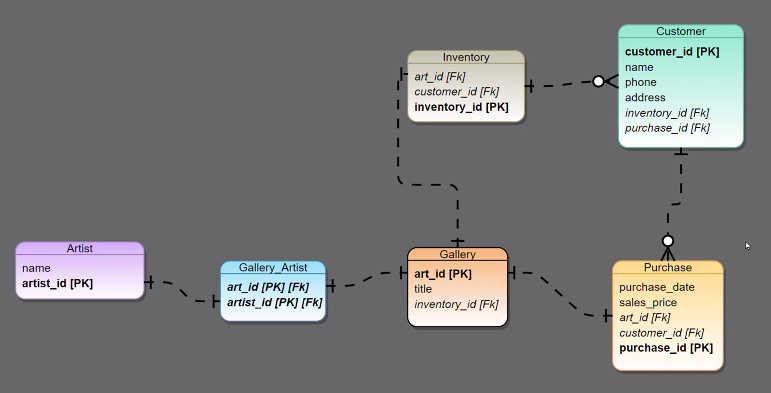 Customer
customer_id [PK]
name
phone
address
inventory_id [Fk]
purchase_id [Fk]
Inventory
art_id [Fk]
customer_id [Fk]
inventory_id [PK]
Artist
name
artist_id [PK]
Gallery_Artist
art_id [PK] [Fk]
artist_id [PK] [Fk]
Gallery
art_id [PK]
title
inventory_id [Fk]
Purchase
purchase_date
sales_price
art_id [Fk]
customer_id [Fk]
purchase_id [PK]